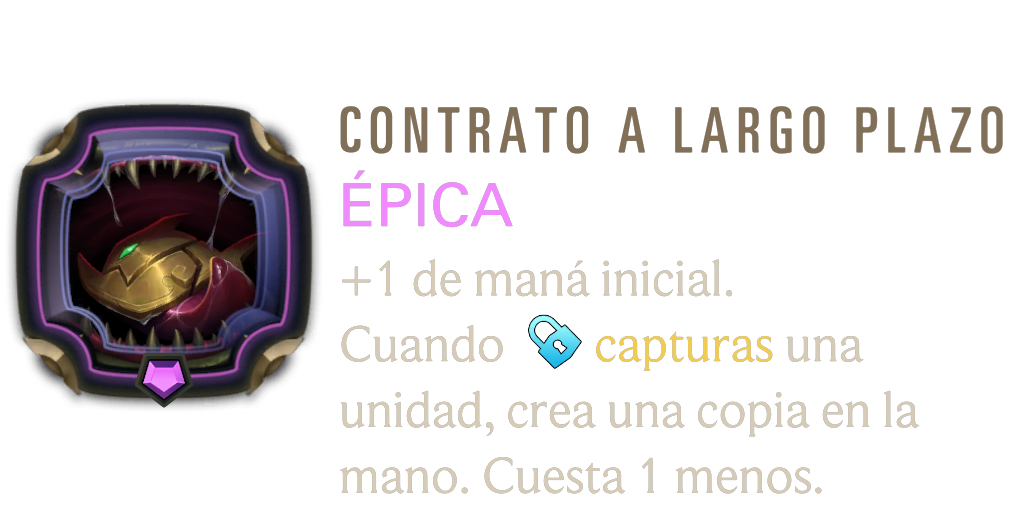 CONTRATO A LARGO PLAZO
ÉPICA
+1 de maná inicial.
Cuando capturas una
unidad, crea una copia en la
mano. Cuesta 1 menos.